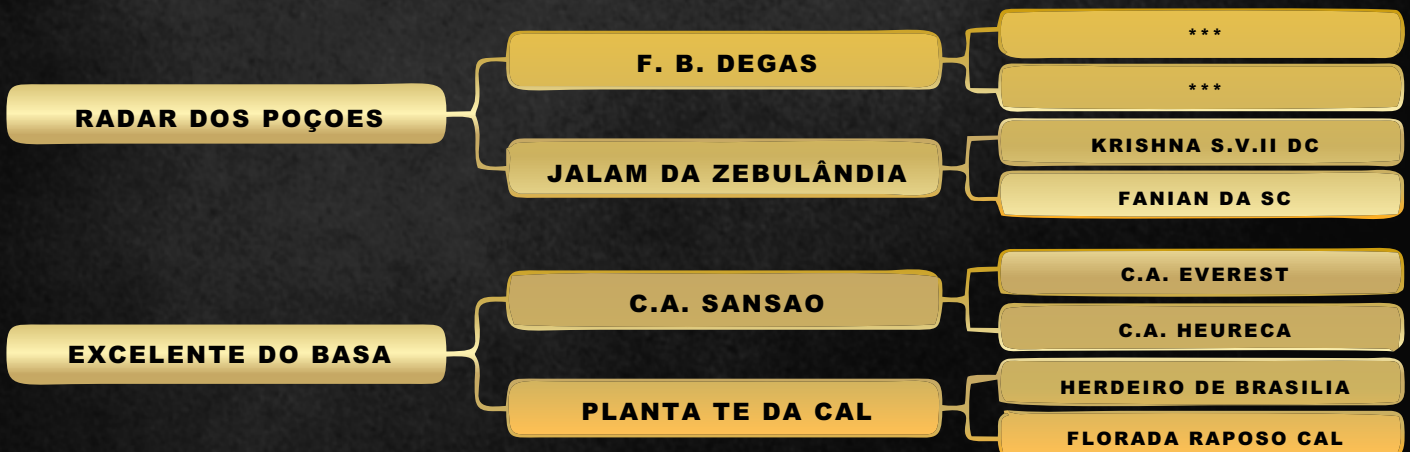 RADAR DOS POÇOES
F. B. DEGAS
***
***
JALAM DA ZEBULÂNDIA
KRISHNA S.V.II DC
FANIAN DA SC
EXCELENTE DO BASA
C.A. SANSAO
C.A. EVEREST
C.A. HEURECA
PLANTA TE DA CAL
HERDEIRO DE BRASILIA
FLORADA RAPOSO CAL